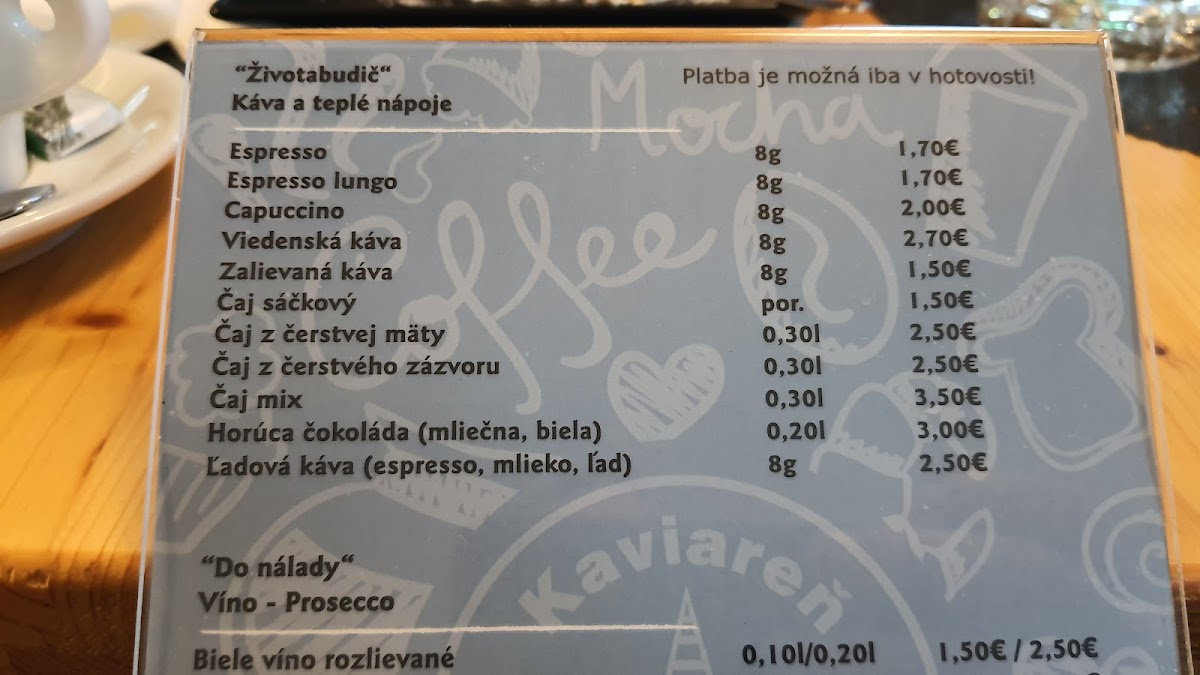 “Životabudič“
Platba je možná iba v hotovosti!
Káva a teplé nápoje
Mocha
Espresso 8g 1,70€
Espresso lungo 8g 1,70€
Capuccino 8g 2,00€
Viedenská káva 8g 2,70€
Zalievaná káva 8g 1,50€
Čaj sáčkový por. 1,50€
Coffee
Čaj z čerstvej mäty 0,30l 2,50€
Čaj z čerstvého zázvoru 0,30l 2,50€
Čaj mix 0,30l 3,50€
Horúca čokoláda (mliečna, biela) 0,20l 3,00€
Ľadová káva (espresso, mlieko, ľad) 8g 2,50€
Kaviareň
“Do nálady“
Víno - Prosecco
Biele víno rozlievané 0,10l/0,20l 1,50€ / 2,50€